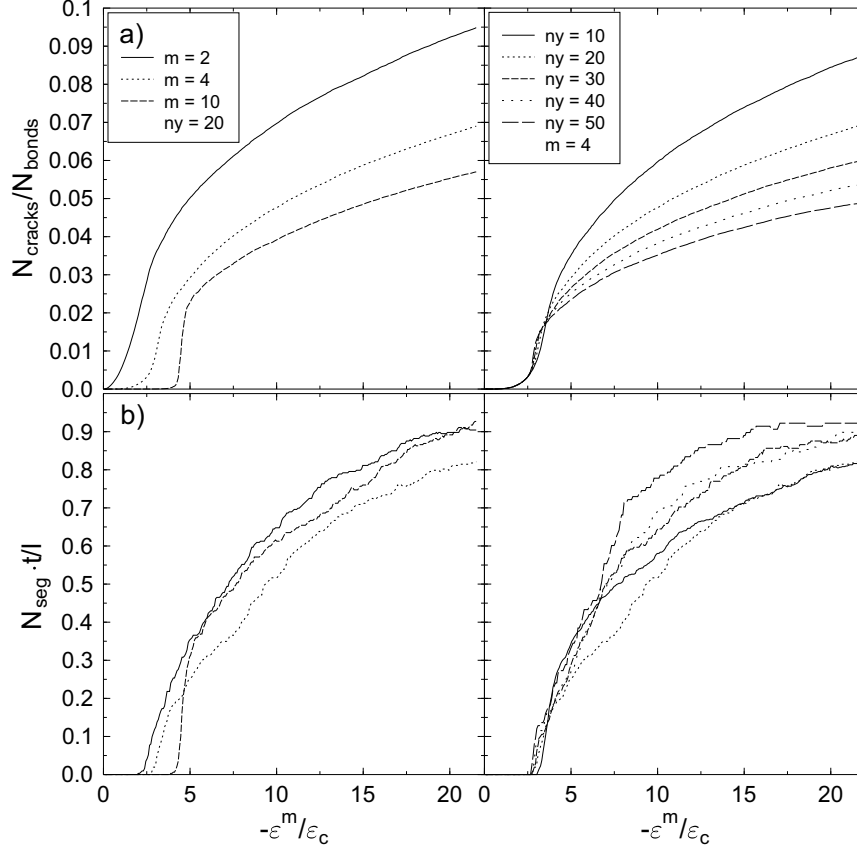 a)
m = 2
m = 4
m = 10
ny = 20
ny = 10
ny = 20
ny = 30
ny = 40
ny = 50
m = 4
N_cracks/N_bonds
0.1
0.09
0.08
0.07
0.06
0.05
0.04
0.03
0.02
0.01
0.0
b)
N_seg · t/l
0.9
0.8
0.7
0.6
0.5
0.4
0.3
0.2
0.1
0.0
0 5 10 15 20
0 5 10 15 20
-ε^m/ε_c
-ε^m/ε_c